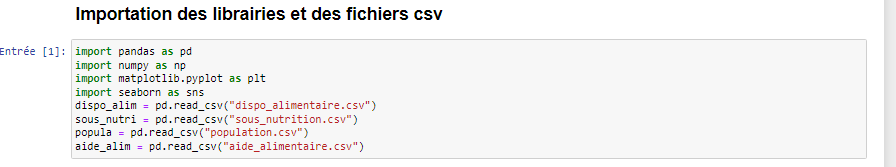 Importation des librairies et des fichiers csv
Entrée [1]:
import pandas as pd
import numpy as np
import matplotlib.pyplot as plt
import seaborn as sns
dispo_alim = pd.read_csv("dispo_alimentaire.csv")
sous_nutri = pd.read_csv("sous_nutrition.csv")
popula = pd.read_csv("population.csv")
aide_alim = pd.read_csv("aide_alimentaire.csv")